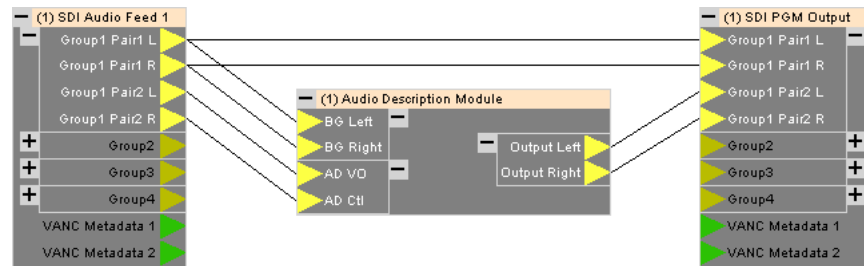 (1) SDI Audio Feed 1
Group1 Pair1 L
Group1 Pair1 R
Group1 Pair2 L
Group1 Pair2 R
Group2
Group3
Group4
VANC Metadata 1
VANC Metadata 2
(1) Audio Description Module
BG Left
BG Right
AD VO
AD Ctl
Output Left
Output Right
(1) SDI PGM Output
Group1 Pair1 L
Group1 Pair1 R
Group1 Pair2 L
Group1 Pair2 R
Group2
Group3
Group4
VANC Metadata 1
VANC Metadata 2